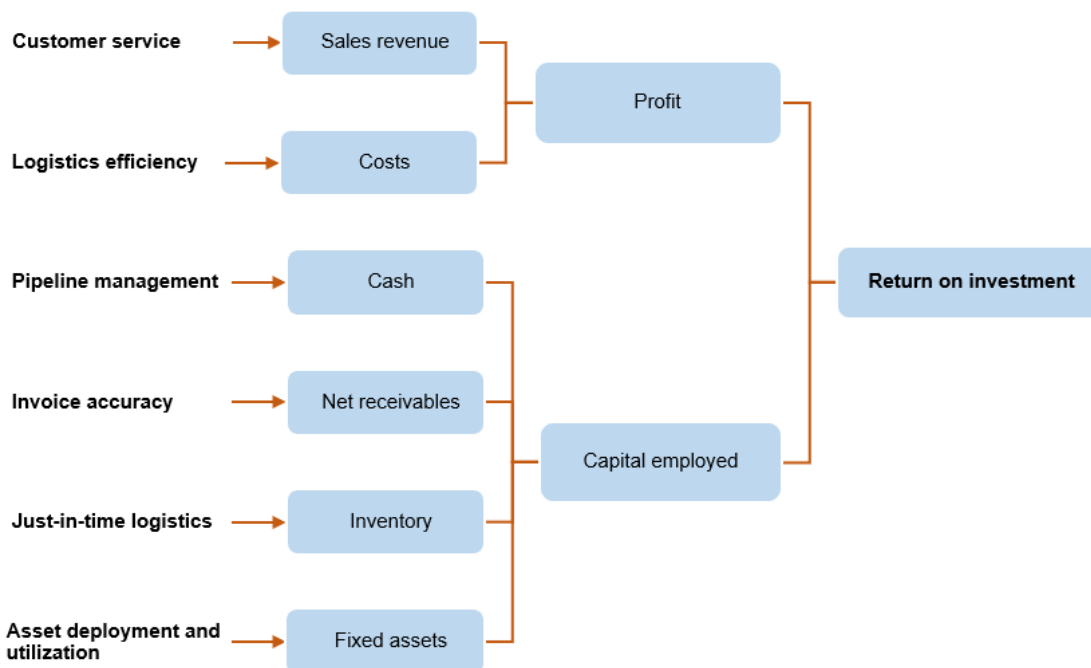 Customer service
Sales revenue
Profit
Logistics efficiency
Costs
Pipeline management
Cash
Return on investment
Invoice accuracy
Net receivables
Capital employed
Just-in-time logistics
Inventory
Asset deployment and
utilization
Fixed assets